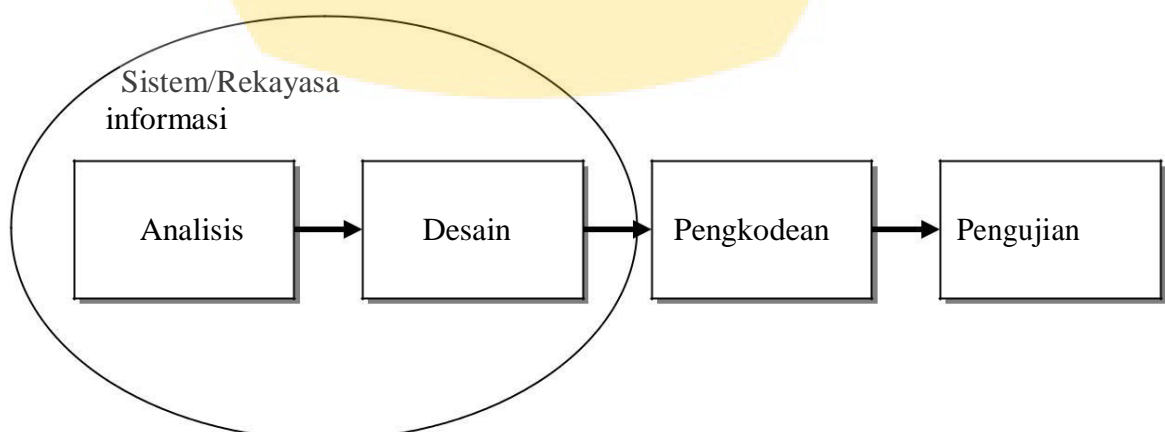 Sistem/Rekayasa
informasi
Analisis
Desain
Pengkodean
Pengujian